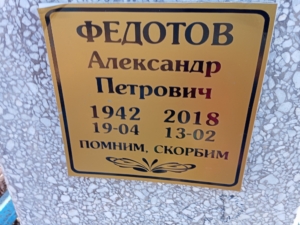 ФЕДОТОВ
Александр
Петрович
1942 2018
19-04 13-02
ПОМНИМ, СКОРБИМ